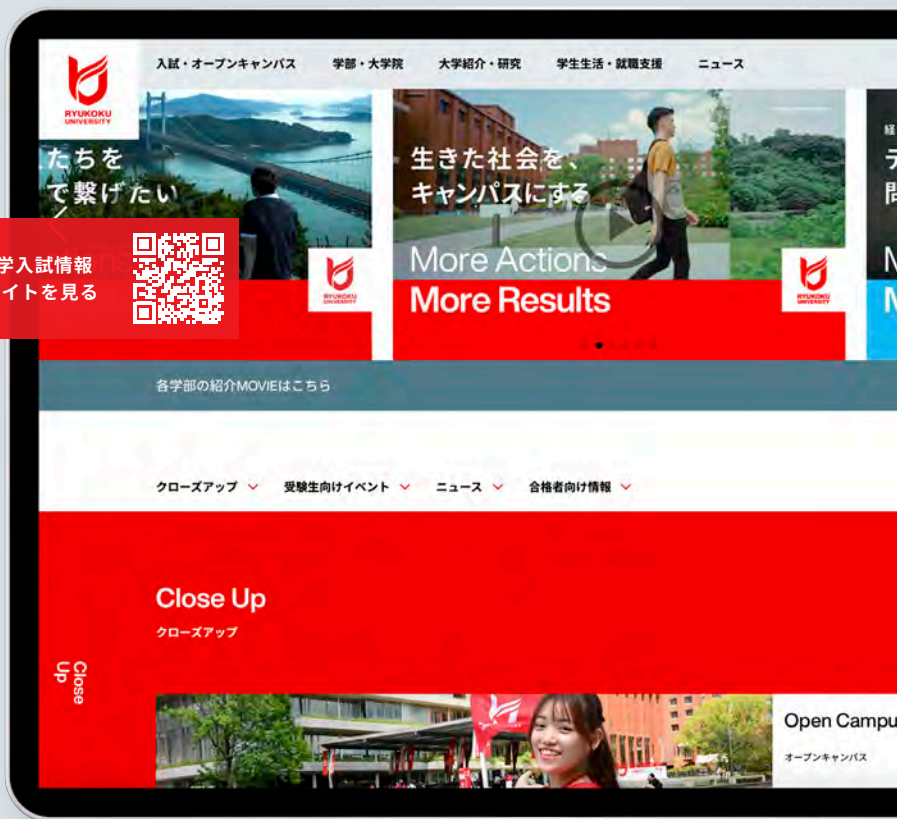 RYUKOKU
UNIVERSITY
入試・オープンキャンパス
学部・大学院
大学紹介・研究
学生生活・就職支援
ニュース
たちを
で繋げたい
生きた社会を、
キャンパスにする
More Actions
More Results
RYUKOKU
UNIVERSITY
RYUKOKU
UNIVERSITY
学入試情報
イトを見る
各学部の紹介MOVIEはこちら
クローズアップ
受験生向けイベント
ニュース
合格者向け情報
Close Up
クローズアップ
Close
Up
Open Campu
オープンキャンパス